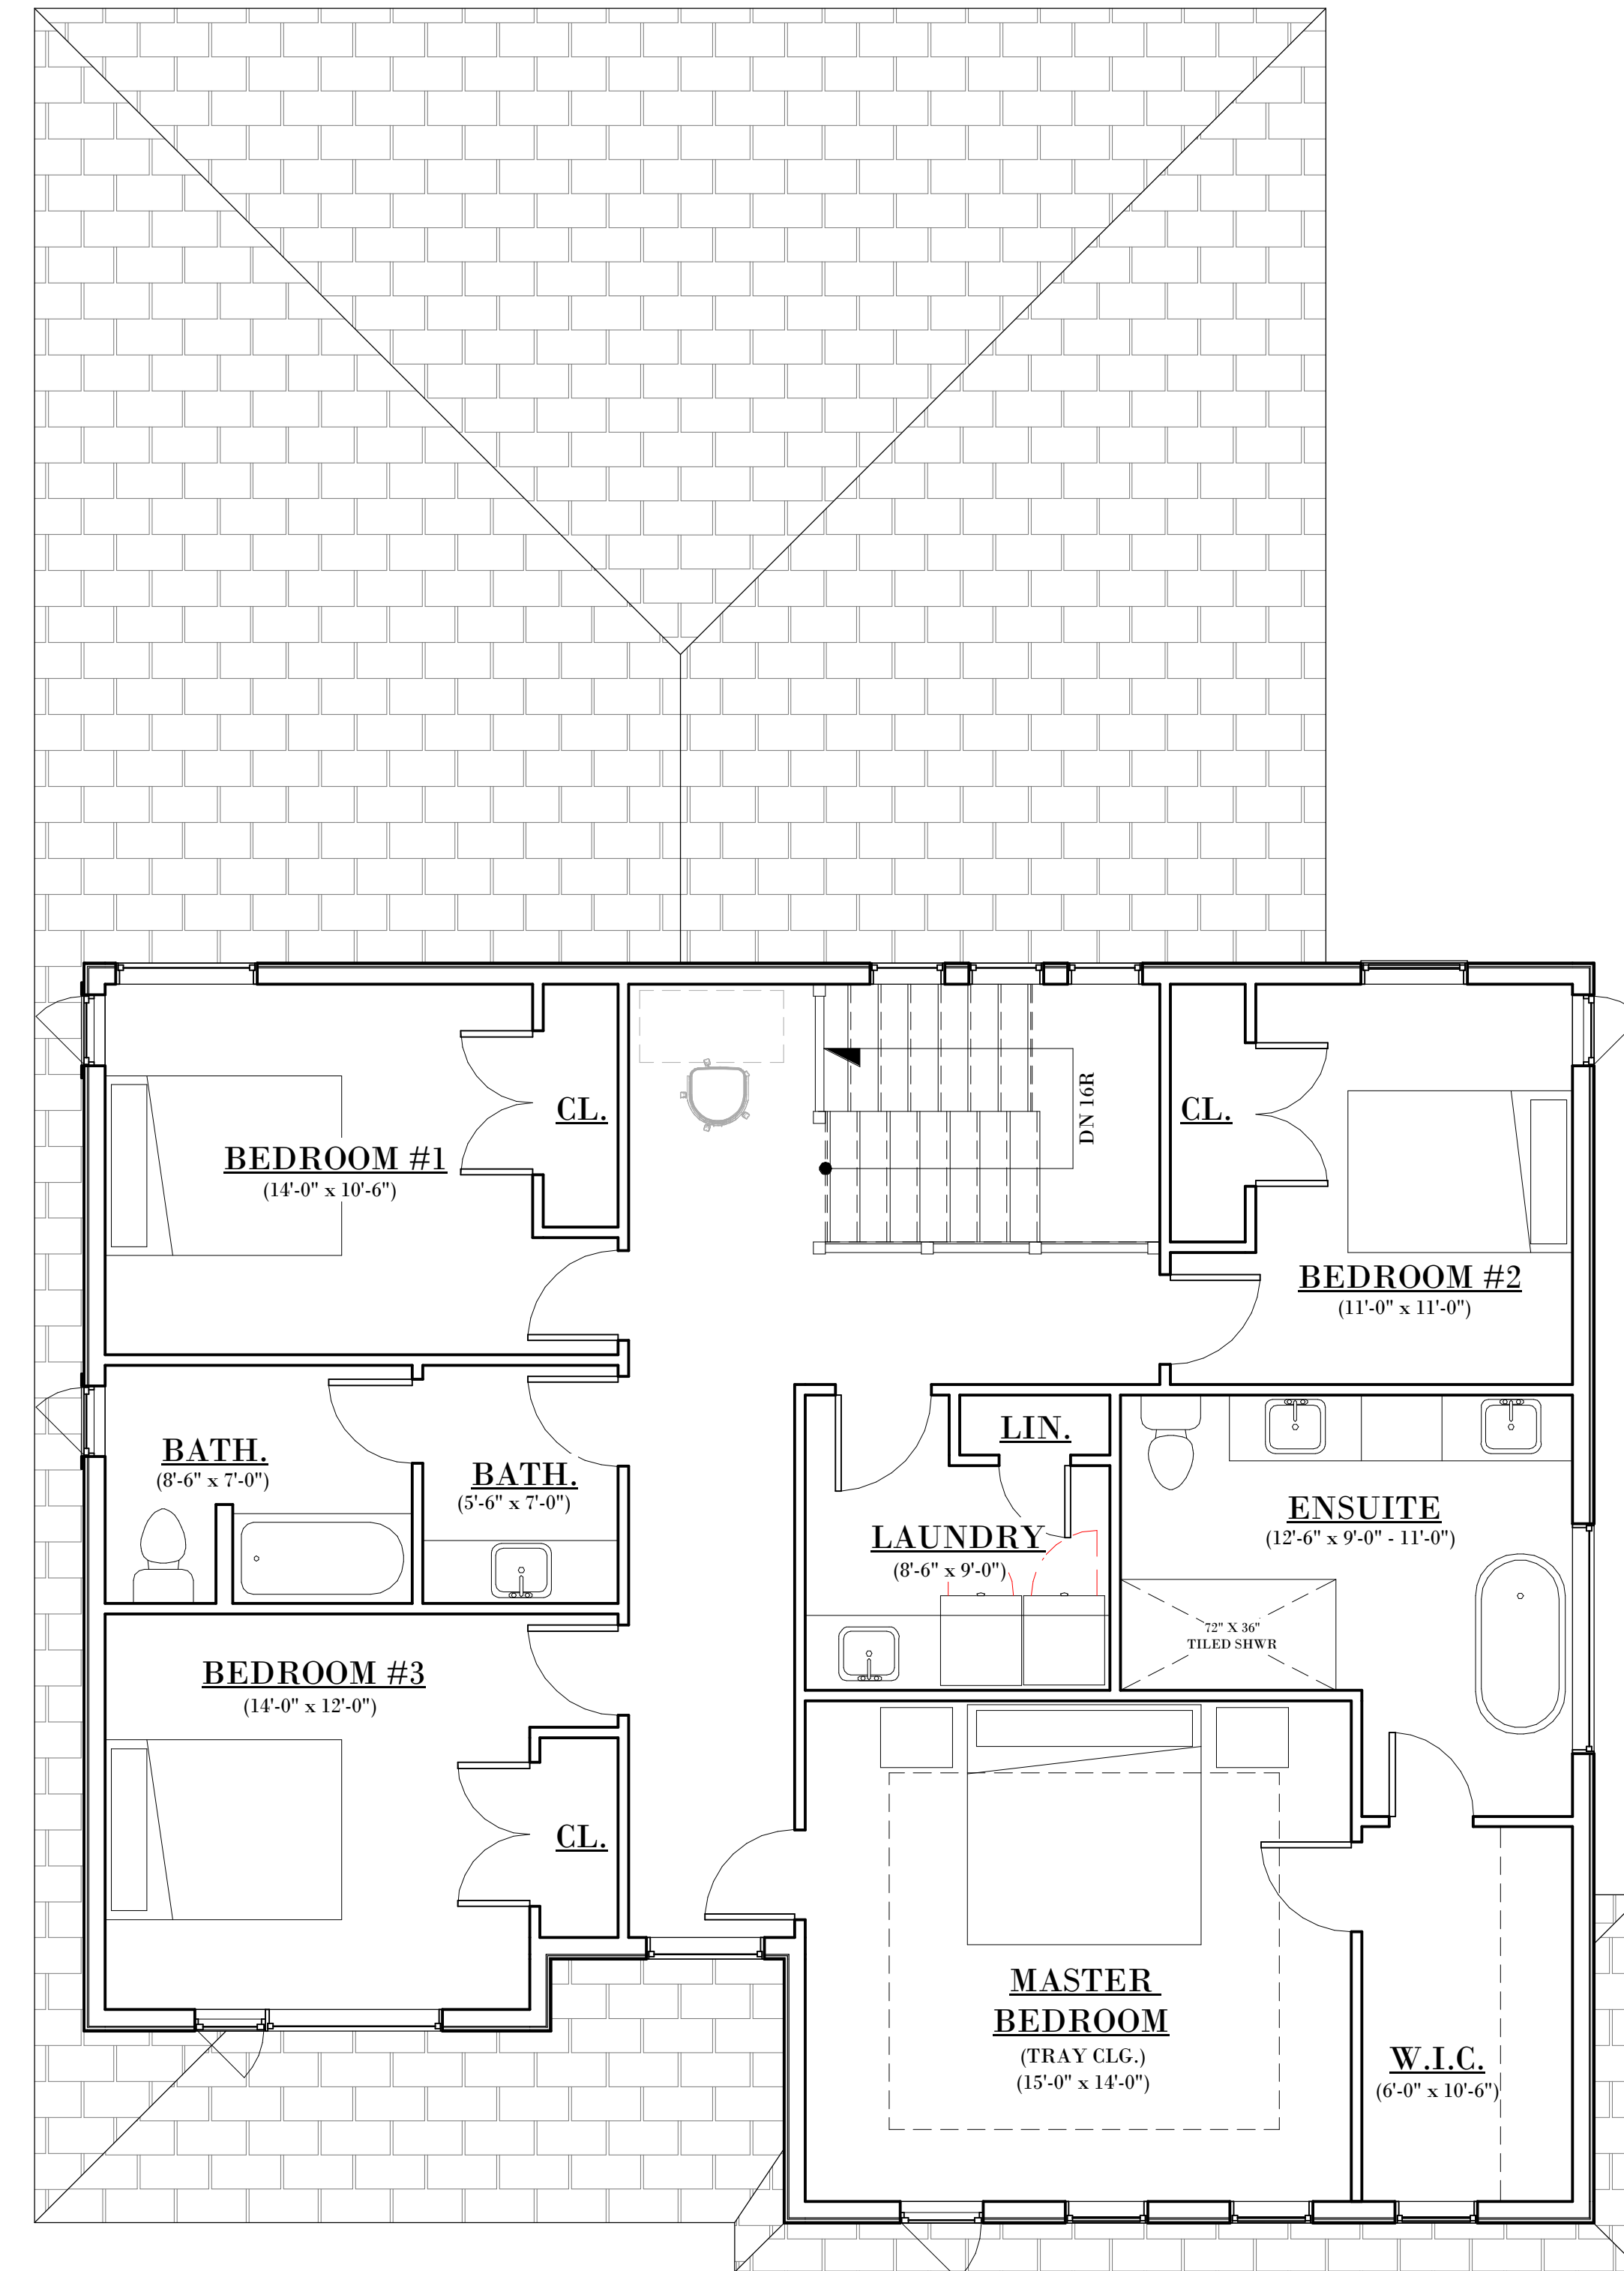 DN 16R
CL.
CL.
BEDROOM #1
(14'-0" x 10'-6")
BEDROOM #2
(11'-0" x 11'-0")
BATH.
(8'-6" x 7'-0")
BATH.
(5'-6" x 7'-0")
LIN.
LAUNDRY
(8'-6" x 9'-0")
ENSUITE
(12'-6" x 9'-0" - 11'-0")
72" X 36"
TILED SHWR
BEDROOM #3
(14'-0" x 12'-0")
CL.
MASTER
BEDROOM
(TRAY CLG.)
(15'-0" x 14'-0")
W.I.C.
(6'-0" x 10'-6")